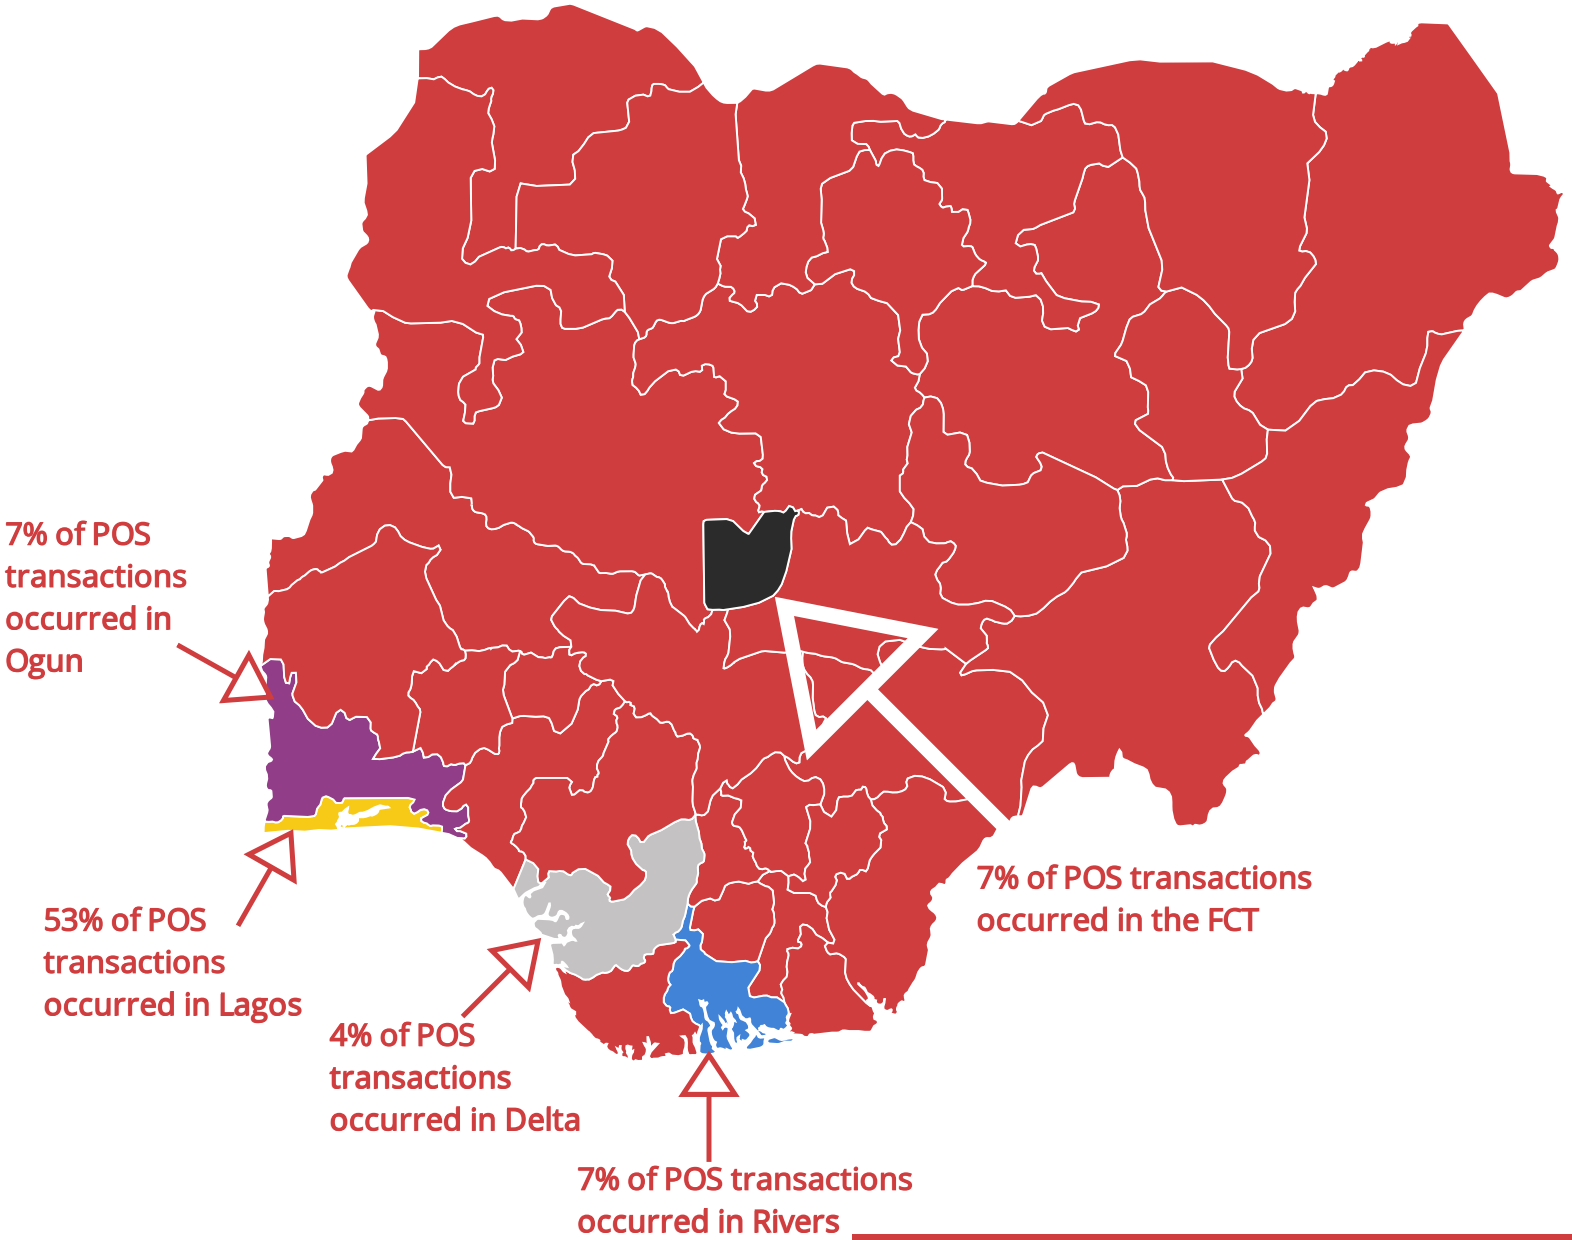 7% of POS
transactions
occurred in
Ogun
53% of POS
transactions
occurred in Lagos
4% of POS
transactions
occurred in Delta
7% of POS transactions
occurred in Rivers
7% of POS transactions
occurred in the FCT